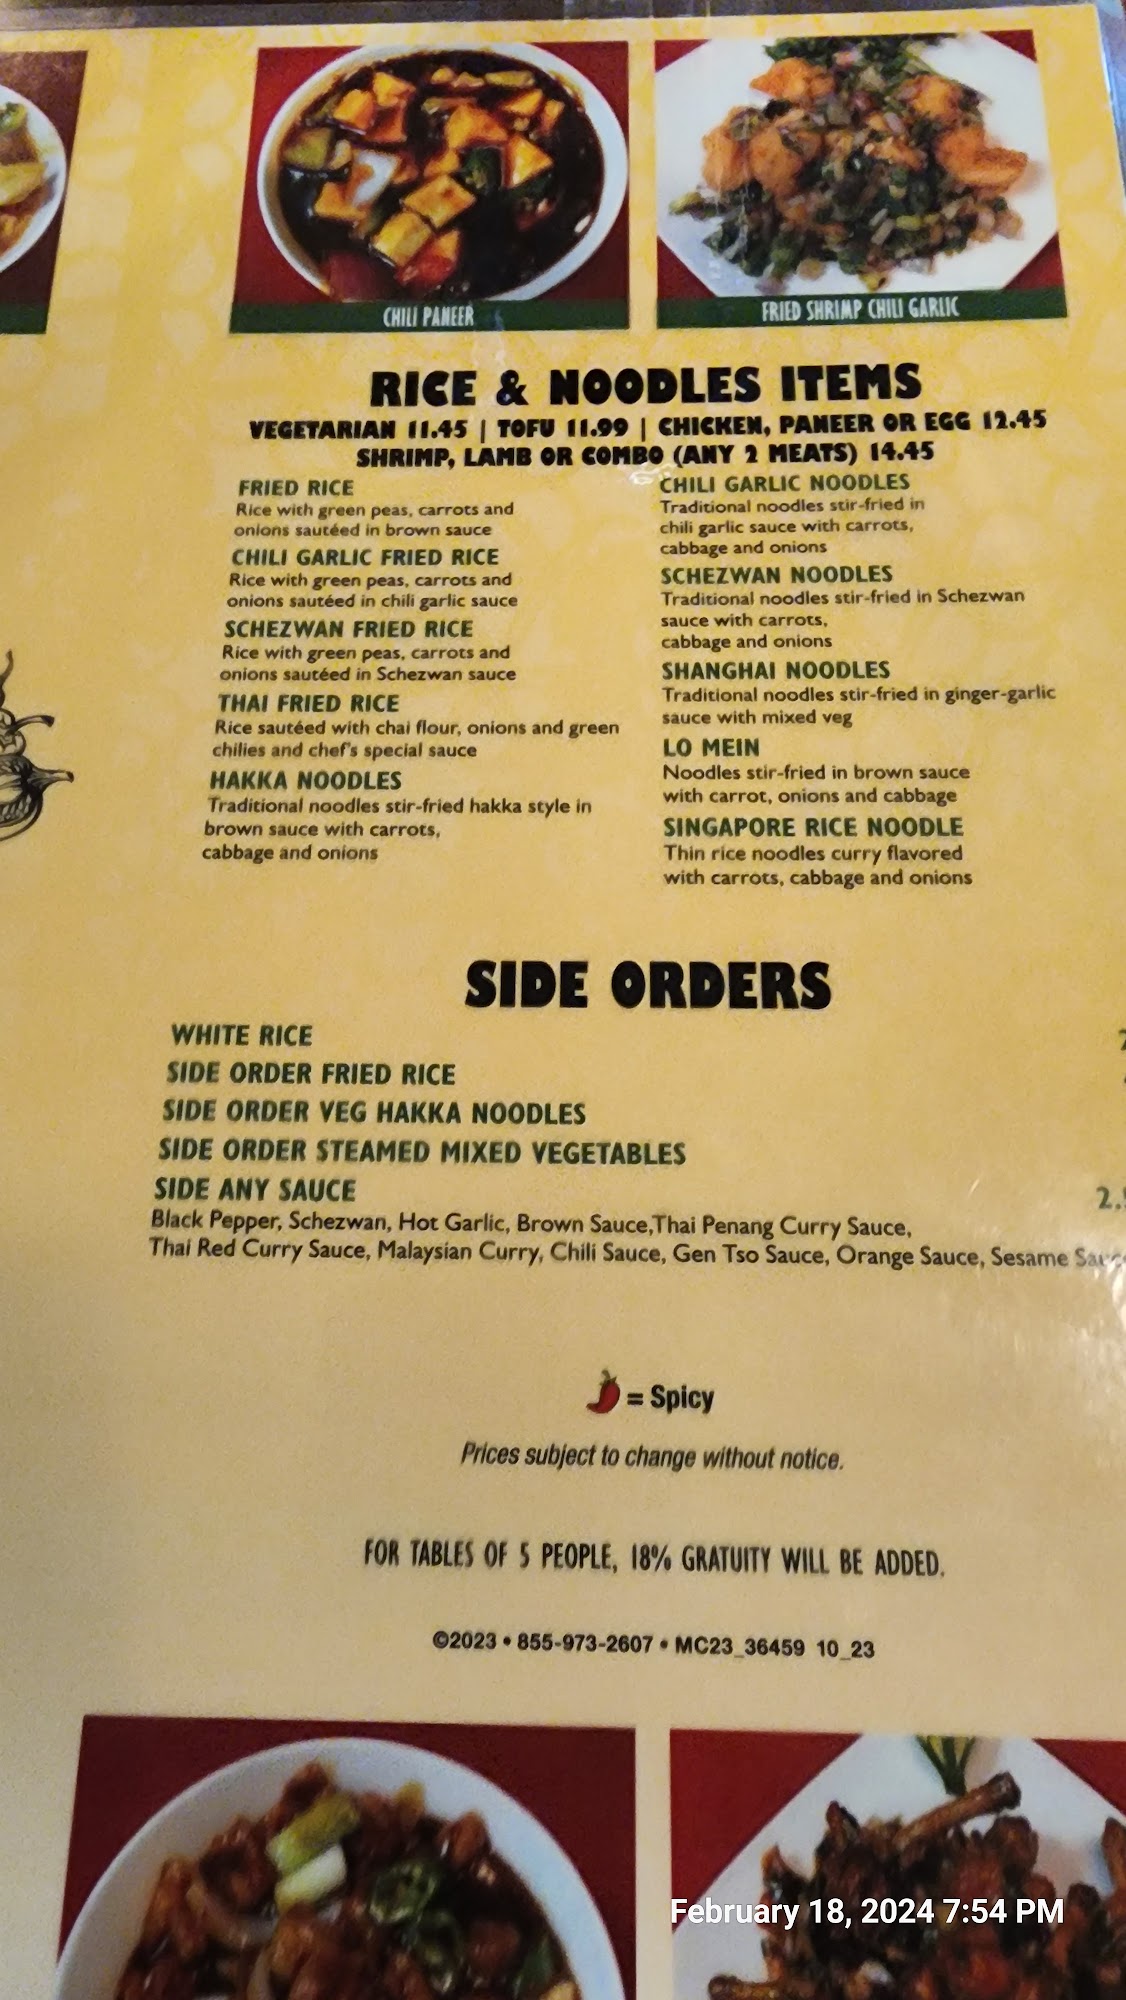 CHILI PANEER
FRIED SHRIMP CHILI GARLIC
RICE & NOODLES ITEMS
VEGETARIAN 11.45 | TOFU 11.99 | CHICKEN, PANEER OR EGG 12.45
SHRIMP, LAMB OR COMBO (ANY 2 MEATS) 14.45
FRIED RICE
Rice with green peas, carrots and
onions sautéed in brown sauce
CHILI GARLIC FRIED RICE
Rice with green peas, carrots and
onions sautéed in chili garlic sauce
SCHEZWAN FRIED RICE
Rice with green peas, carrots and
onions sautéed in Schezwan sauce
THAI FRIED RICE
Rice sautéed with chai flour, onions and green
chilies and chef's special sauce
HAKKA NOODLES
Traditional noodles stir-fried hakka style in
brown sauce with carrots,
cabbage and onions
CHILI GARLIC NOODLES
Traditional noodles stir-fried in
chili garlic sauce with carrots,
cabbage and onions
SCHEZWAN NOODLES
Traditional noodles stir-fried in Schezwan
sauce with carrots,
cabbage and onions
SHANGHAI NOODLES
Traditional noodles stir-fried in ginger-garlic
sauce with mixed veg
LO MEIN
Noodles stir-fried in brown sauce
with carrot, onions and cabbage
SINGAPORE RICE NOODLE
Thin rice noodles curry flavored
with carrots, cabbage and onions
SIDE ORDERS
WHITE RICE
SIDE ORDER FRIED RICE
SIDE ORDER VEG HAKKA NOODLES
SIDE ORDER STEAMED MIXED VEGETABLES
SIDE ANY SAUCE
Black Pepper, Schezwan, Hot Garlic, Brown Sauce,Thai Penang Curry Sauce,
Thai Red Curry Sauce, Malaysian Curry, Chili Sauce, Gen Tso Sauce, Orange Sauce, Sesame
= Spicy
Prices subject to change without notice.
FOR TABLES OF 5 PEOPLE, 18% GRATUITY WILL BE ADDED.
©2023 • 855-973-2607 • MC23_36459 10_23
February 18, 2024 7:54 PM